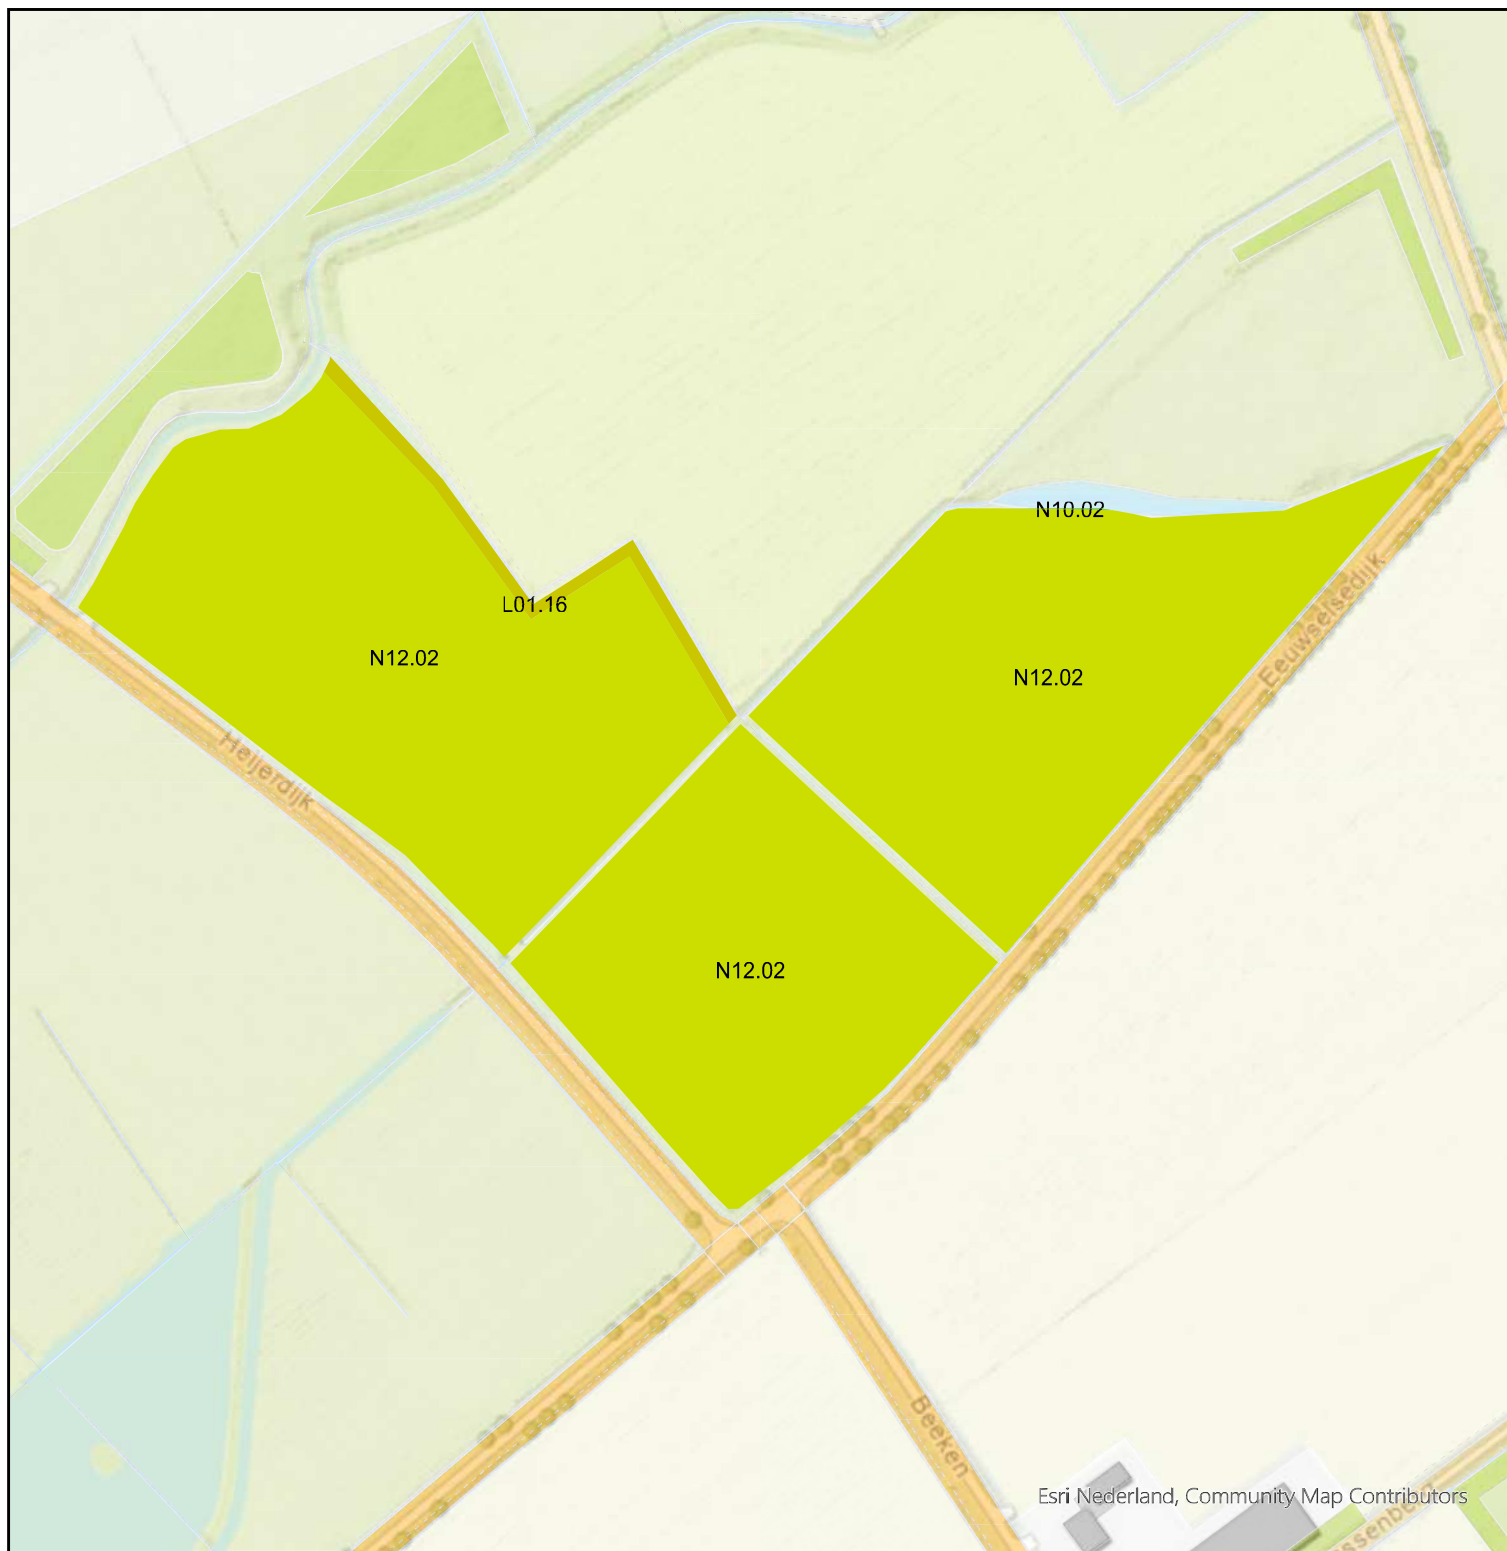 N10.02
Eeuwselsedijk
L01.16
N12.02
N12.02
Heijerdijk
N12.02
Beeken
Esri Nederland, Community Map Contributors